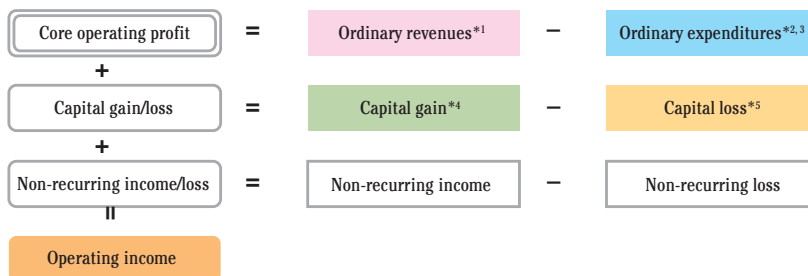 Core operating profit = Ordinary revenues*1 − Ordinary expenditures*2, 3
+
Capital gain/loss = Capital gain*4 − Capital loss*5
+
Non-recurring income/loss = Non-recurring income − Non-recurring loss
=
Operating income